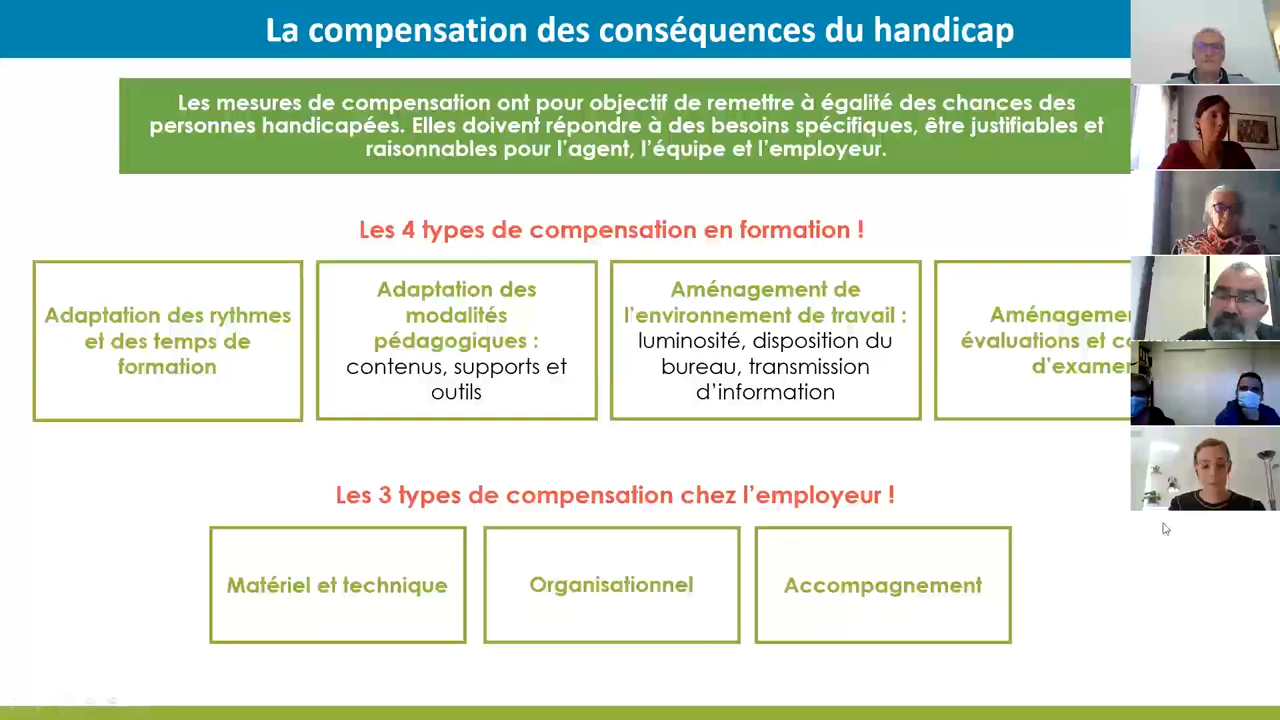 La compensation des conséquences du handicap
Les mesures de compensation ont pour objectif de remettre à égalité des chances des
personnes handicapées. Elles doivent répondre à des besoins spécifiques, être justifiables et
raisonnables pour l'agent, l'équipe et l'employeur.
Les 4 types de compensation en formation !
Adaptation des rythmes
et des temps de
formation
Adaptation des
modalités
pédagogiques :
contenus, supports et
outils
Aménagement de
l'environnement de travail :
luminosité, disposition du
bureau, transmission
d'information
évaluations et
Les 3 types de compensation chez l'employeur !
Matériel et technique
Organisationnel
Accompagnement